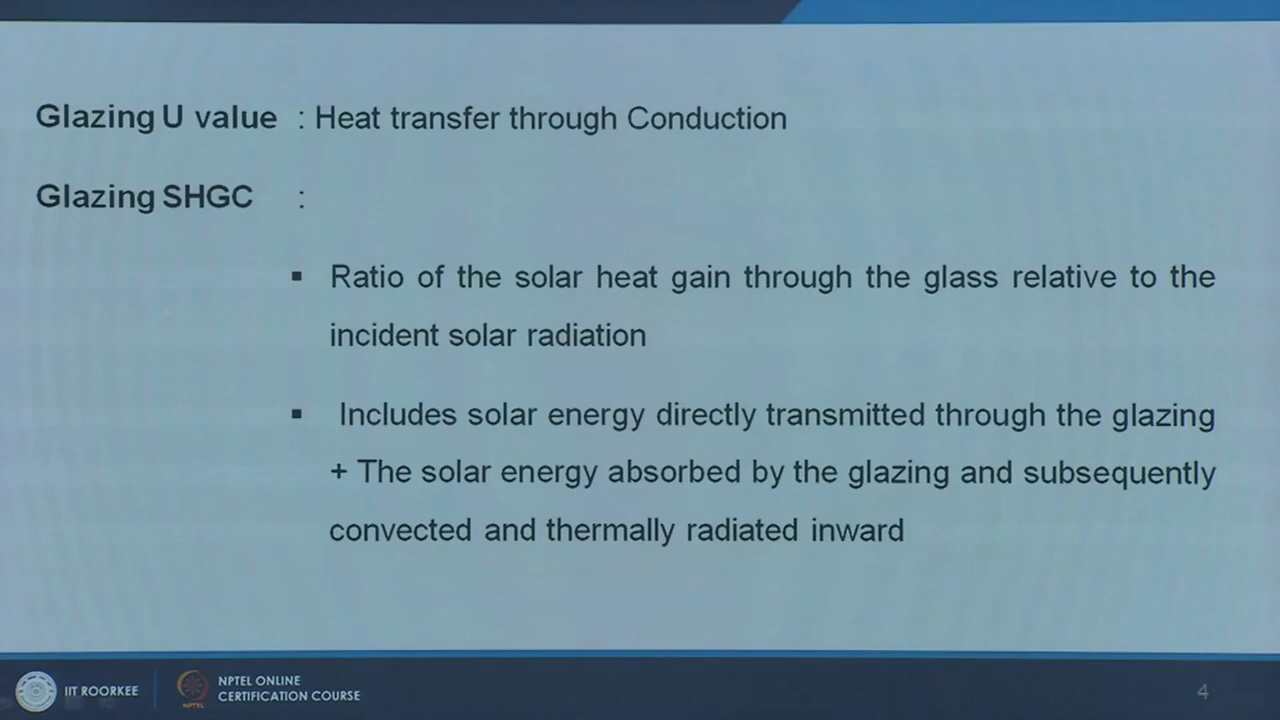 Glazing U value : Heat transfer through Conduction
Glazing SHGC :
▪ Ratio of the solar heat gain through the glass relative to the
incident solar radiation
▪ Includes solar energy directly transmitted through the glazing
+ The solar energy absorbed by the glazing and subsequently
convected and thermally radiated inward
IIT ROORKEE
NPTEL
NPTEL ONLINE
CERTIFICATION COURSE
4